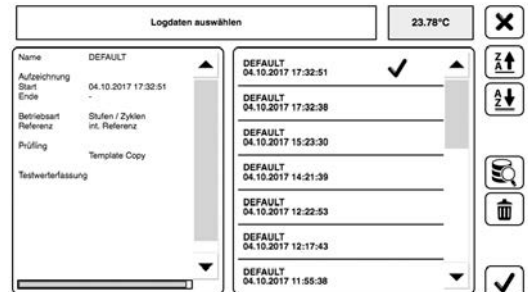 Logdaten auswählen
23.78°C
Name DEFAULT
Aufzeichnung
Start 04.10.2017 17:32:51
Ende -
Betriebsart Stufen / Zyklen
Referenz int. Referenz
Prüfling
Template Copy
Testwerterfassung
DEFAULT
04.10.2017 17:32:51
DEFAULT
04.10.2017 17:32:38
DEFAULT
04.10.2017 15:23:30
DEFAULT
04.10.2017 14:21:39
DEFAULT
04.10.2017 12:22:53
DEFAULT
04.10.2017 12:17:43
DEFAULT
04.10.2017 11:55:38
Z
A
A
Z